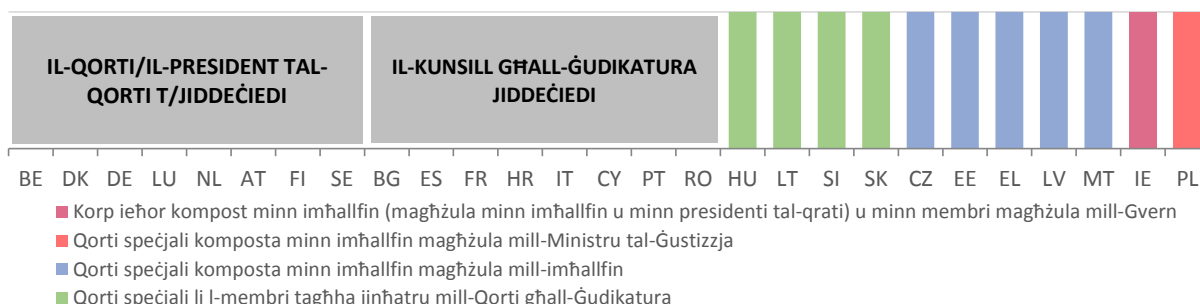 IL-QORTI/IL-PRESIDENT TAL-
QORTI T/JIDDEĊIEDI
IL-KUNSILL GĦALL-ĠUDIKATURA
JIDDEĊIEDI
BE DK DE LU NL AT FI SE BG ES FR HR IT CY PT RO HU LT SI SK CZ EE EL LV MT IE PL
Korp ieħor kompost minn imħallfin (magħżula minn imħallfin u minn presidenti tal-qrati) u minn membri magħżula mill-Gvern
Qorti speċjali komposta minn imħallfin magħżula mill-Ministru tal-Ġustizzja
Qorti speċjali komposta minn imħallfin magħżula mill-imħallfin
Qorti speċjali li l-membri tagħha jinħatru mill-Qorti għall-Ġudikatura